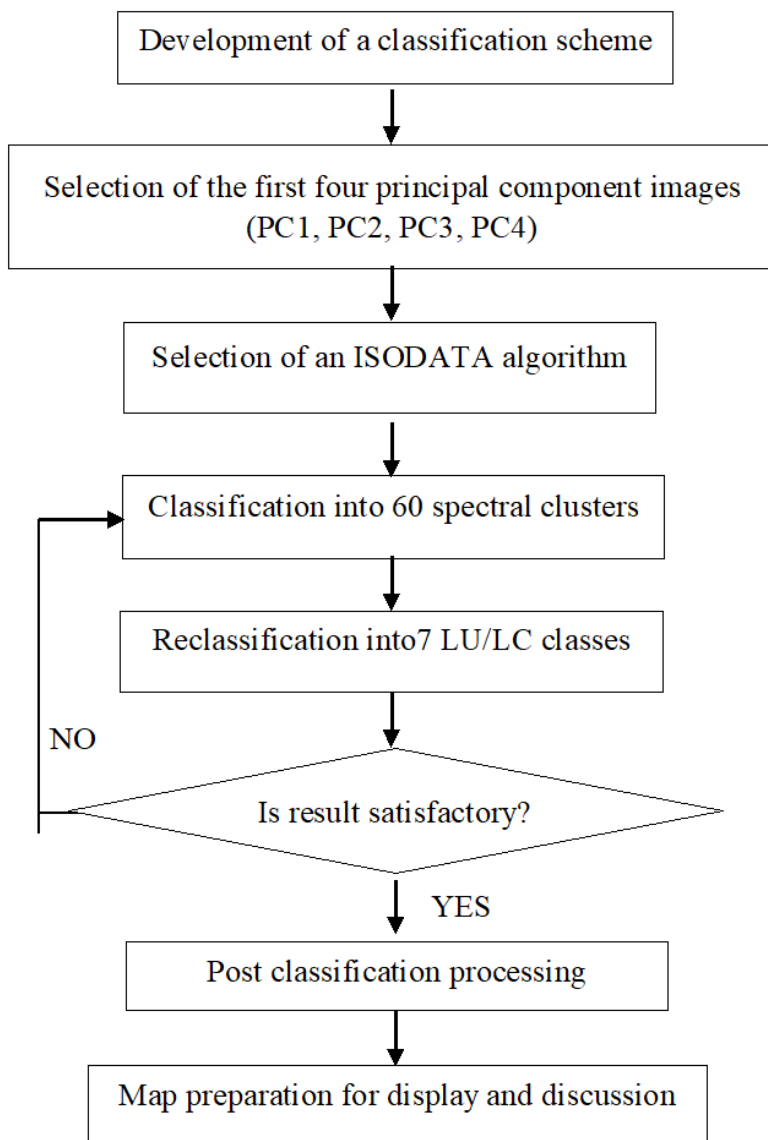 Development of a classification scheme
Selection of the first four principal component images
(PC1, PC2, PC3, PC4)
Selection of an ISODATA algorithm
Classification into 60 spectral clusters
Reclassification into7 LU/LC classes
NO
Is result satisfactory?
YES
Post classification processing
Map preparation for display and discussion